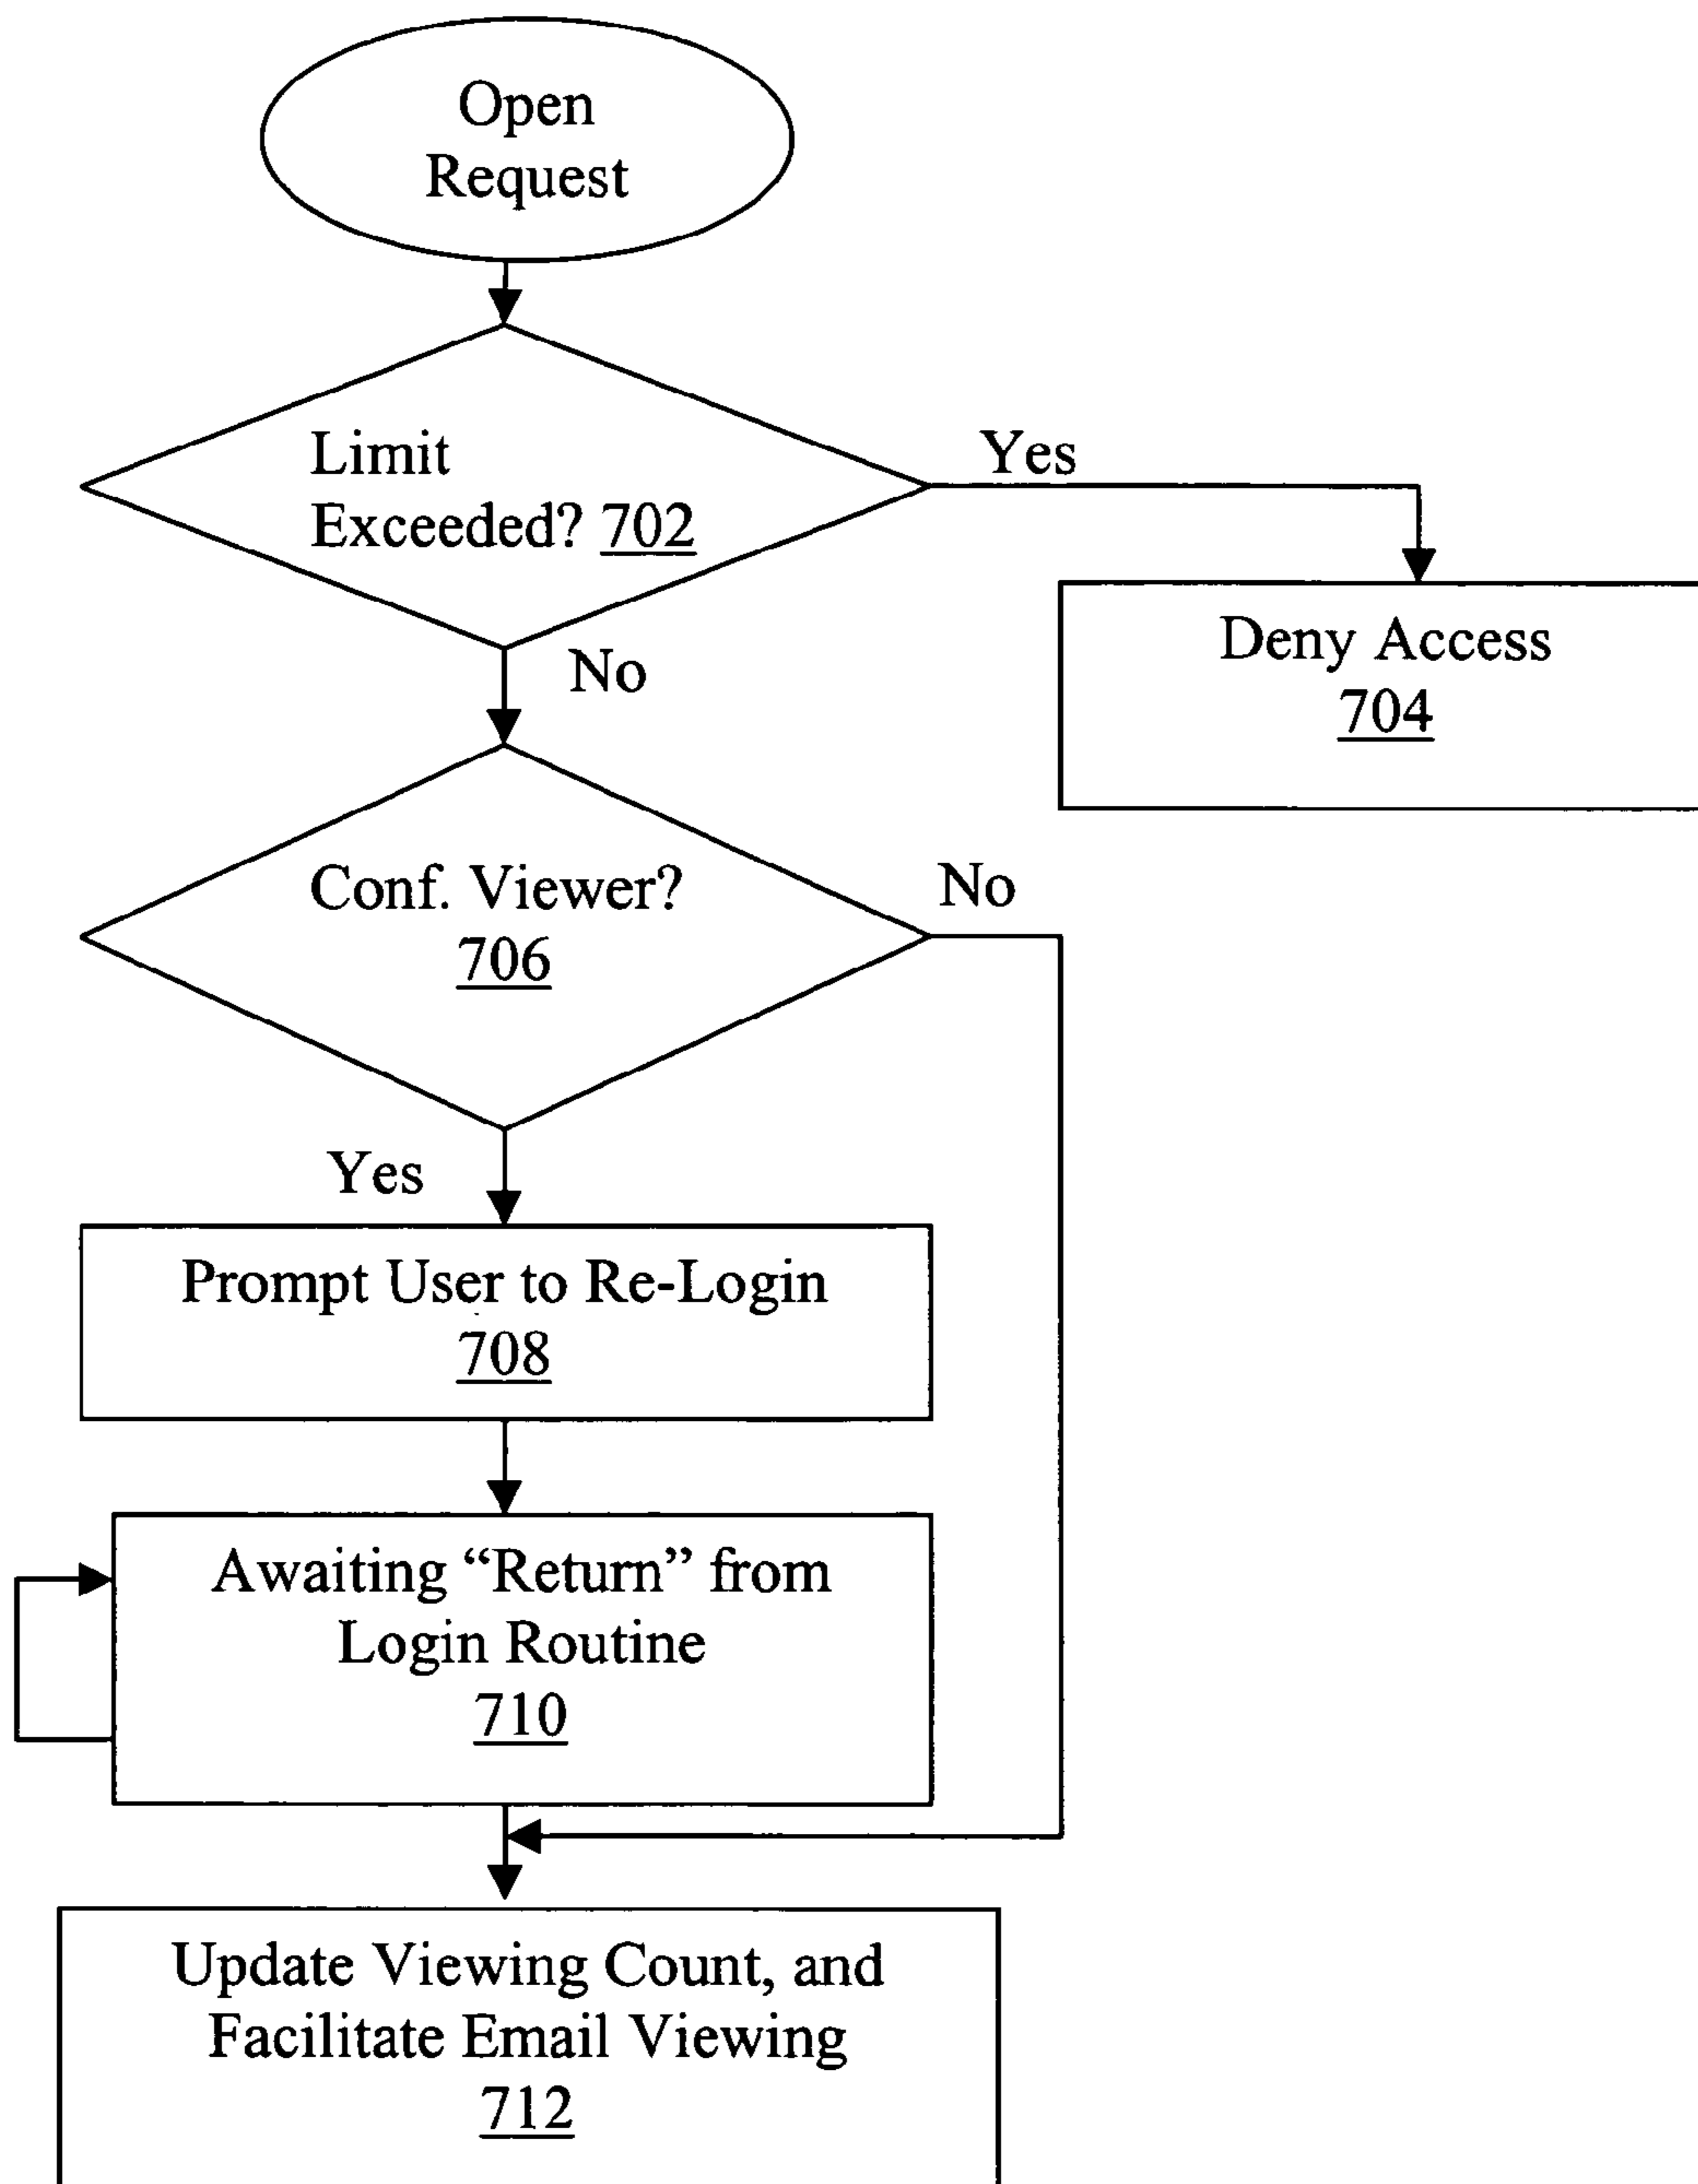 Open
Request
Limit
Exceeded? 702
Yes
No
Deny Access
704
Conf. Viewer?
706
No
Yes
Prompt User to Re-Login
708
Awaiting “Return” from
Login Routine
710
Update Viewing Count, and
Facilitate Email Viewing
712